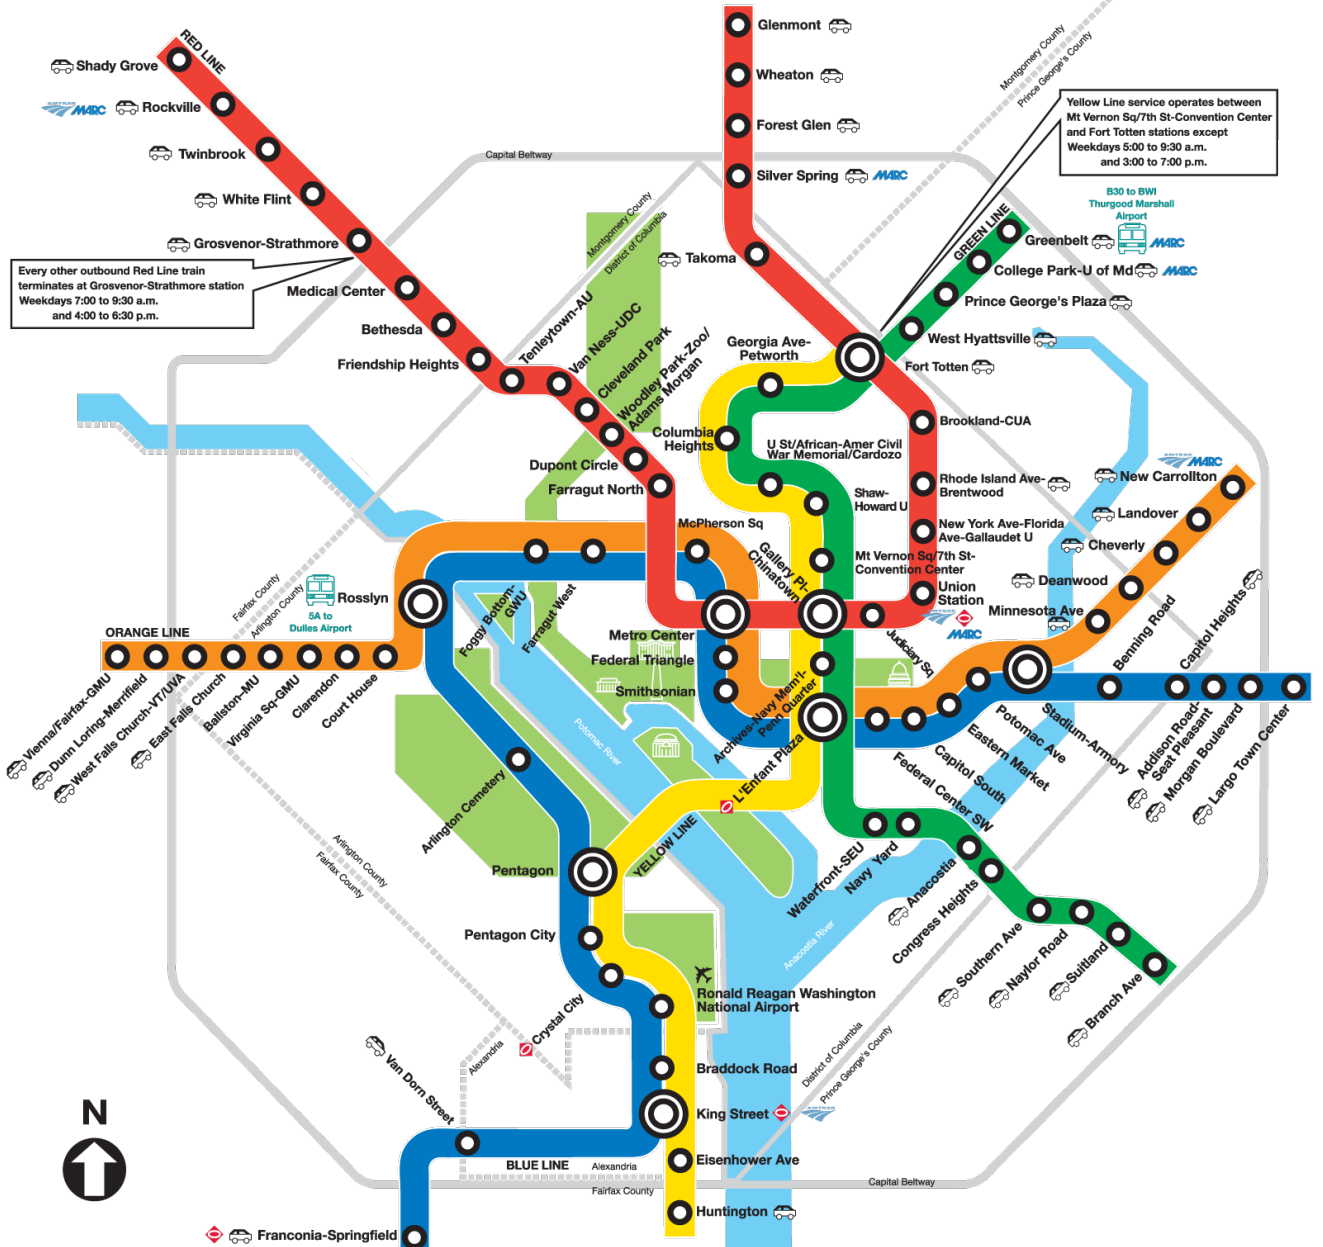 RED LINE
Shady Grove
AMTRAK
MARC
Rockville
Twinbrook
White Flint
Grosvenor-Strathmore
Every other outbound Red Line train
terminates at Grosvenor-Strathmore station
Weekdays 7:00 to 9:30 a.m.
and 4:00 to 6:30 p.m.
Medical Center
Bethesda
Friendship Heights
Tenleytown-AU
Van Ness-UDC
Cleveland Park
Woodley Park-Zoo/
Adams Morgan
Dupont Circle
Farragut North
Glenmont
Wheaton
Forest Glen
Silver Spring
MARC
Takoma
Capital Beltway
Montgomery County
District of Columbia
Montgomery County
Prince George's County
Yellow Line service operates between
Mt Vernon Sq/7th St-Convention Center
and Fort Totten stations except
Weekdays 5:00 to 9:30 a.m.
and 3:00 to 7:00 p.m.
B30 to BWI
Thurgood Marshall
Airport
GREEN LINE
Greenbelt
MARC
College Park-U of Md
MARC
Prince George's Plaza
West Hyattsville
Fort Totten
Georgia Ave-
Petworth
Columbia
Heights
U St/African-Amer Civil
War Memorial/Cardozo
Shaw-
Howard U
Mt Vernon Sq/7th St-
Convention Center
Gallery Pl-
Chinatown
Brookland-CUA
Rhode Island Ave-
Brentwood
New York Ave-Florida
Ave-Gallaudet U
Union
Station
AMTRAK
MARC
Judiciary Sq
AMTRAK
MARC
New Carrollton
Landover
Cheverly
Deanwood
Minnesota Ave
Benning Road
Capitol Heights
Addison Road-
Seat Pleasant
Morgan Boulevard
Largo Town Center
Stadium-Armory
Potomac Ave
Eastern Market
Capitol South
Federal Center SW
McPherson Sq
Metro Center
Federal Triangle
Smithsonian
Archives-Navy Mem'l-
Penn Quarter
L'Enfant Plaza
Foggy Bottom-
GWU
Farragut West
Rosslyn
5A to
Dulles Airport
Fairfax County
Arlington County
ORANGE LINE
Vienna/Fairfax-GMU
Dunn Loring-Merrifield
West Falls Church-VT/UVA
East Falls Church
Ballston-MU
Virginia Sq-GMU
Clarendon
Court House
Potomac River
Arlington Cemetery
Arlington County
Fairfax County
Pentagon
YELLOW LINE
Pentagon City
Crystal City
Ronald Reagan Washington
National Airport
Waterfront-SEU
Navy Yard
Anacostia
Congress Heights
Southern Ave
Naylor Road
Suitland
Branch Ave
Anacostia River
District of Columbia
Prince George's County
Alexandria
Van Dorn Street
Braddock Road
King Street
AMTRAK
Eisenhower Ave
Huntington
BLUE LINE
Alexandria
Fairfax County
Capital Beltway
Franconia-Springfield
N